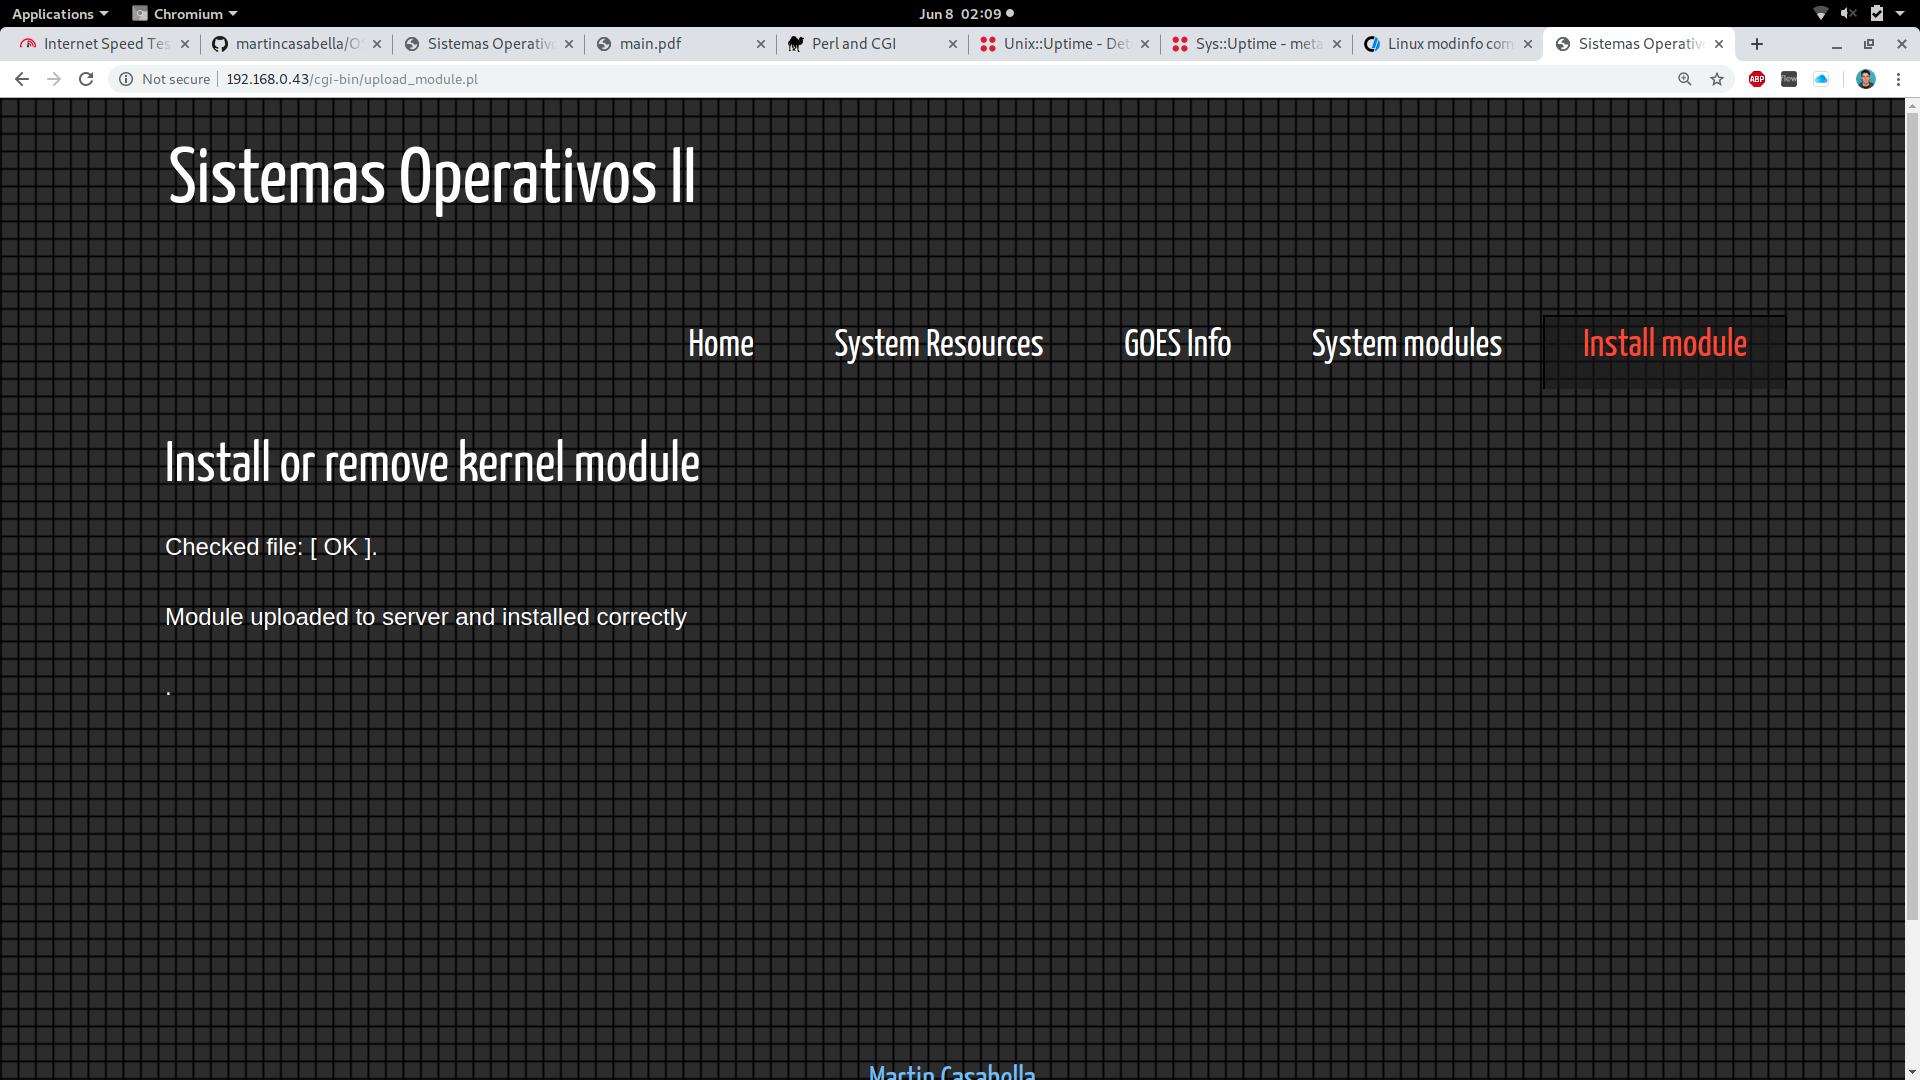 Applications Chromium Jun 8 02:09
Internet Speed Tes martincasabella/O Sistemas Operativ main.pdf Perl and CGI Unix::Uptime - Det Sys::Uptime - meta Linux modinfo com Sistemas Operativ
Not secure 192.168.0.43/cgi-bin/upload_module.pl ABP flow
Sistemas Operativos II
Home System Resources GOES Info System modules Install module
Install or remove kernel module
Checked file: [ OK ].
Module uploaded to server and installed correctly
.
Martin Casabella